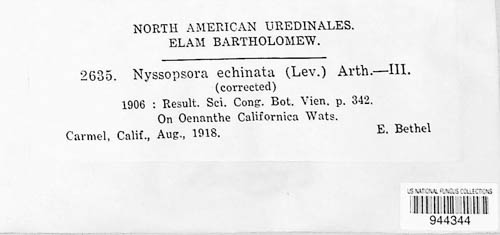 NORTH AMERICAN UREDINALES.
ELAM BARTHOLOMEW.
2635. Nyssopsora echinata (Lev.) Arth.—III.
(corrected)
1906 : Result. Sci. Cong. Bot. Vien. p. 342.
On Oenanthe Californica Wats.
Carmel, Calif., Aug., 1918. E. Bethel
US NATIONAL FUNGUS COLLECTIONS
944344